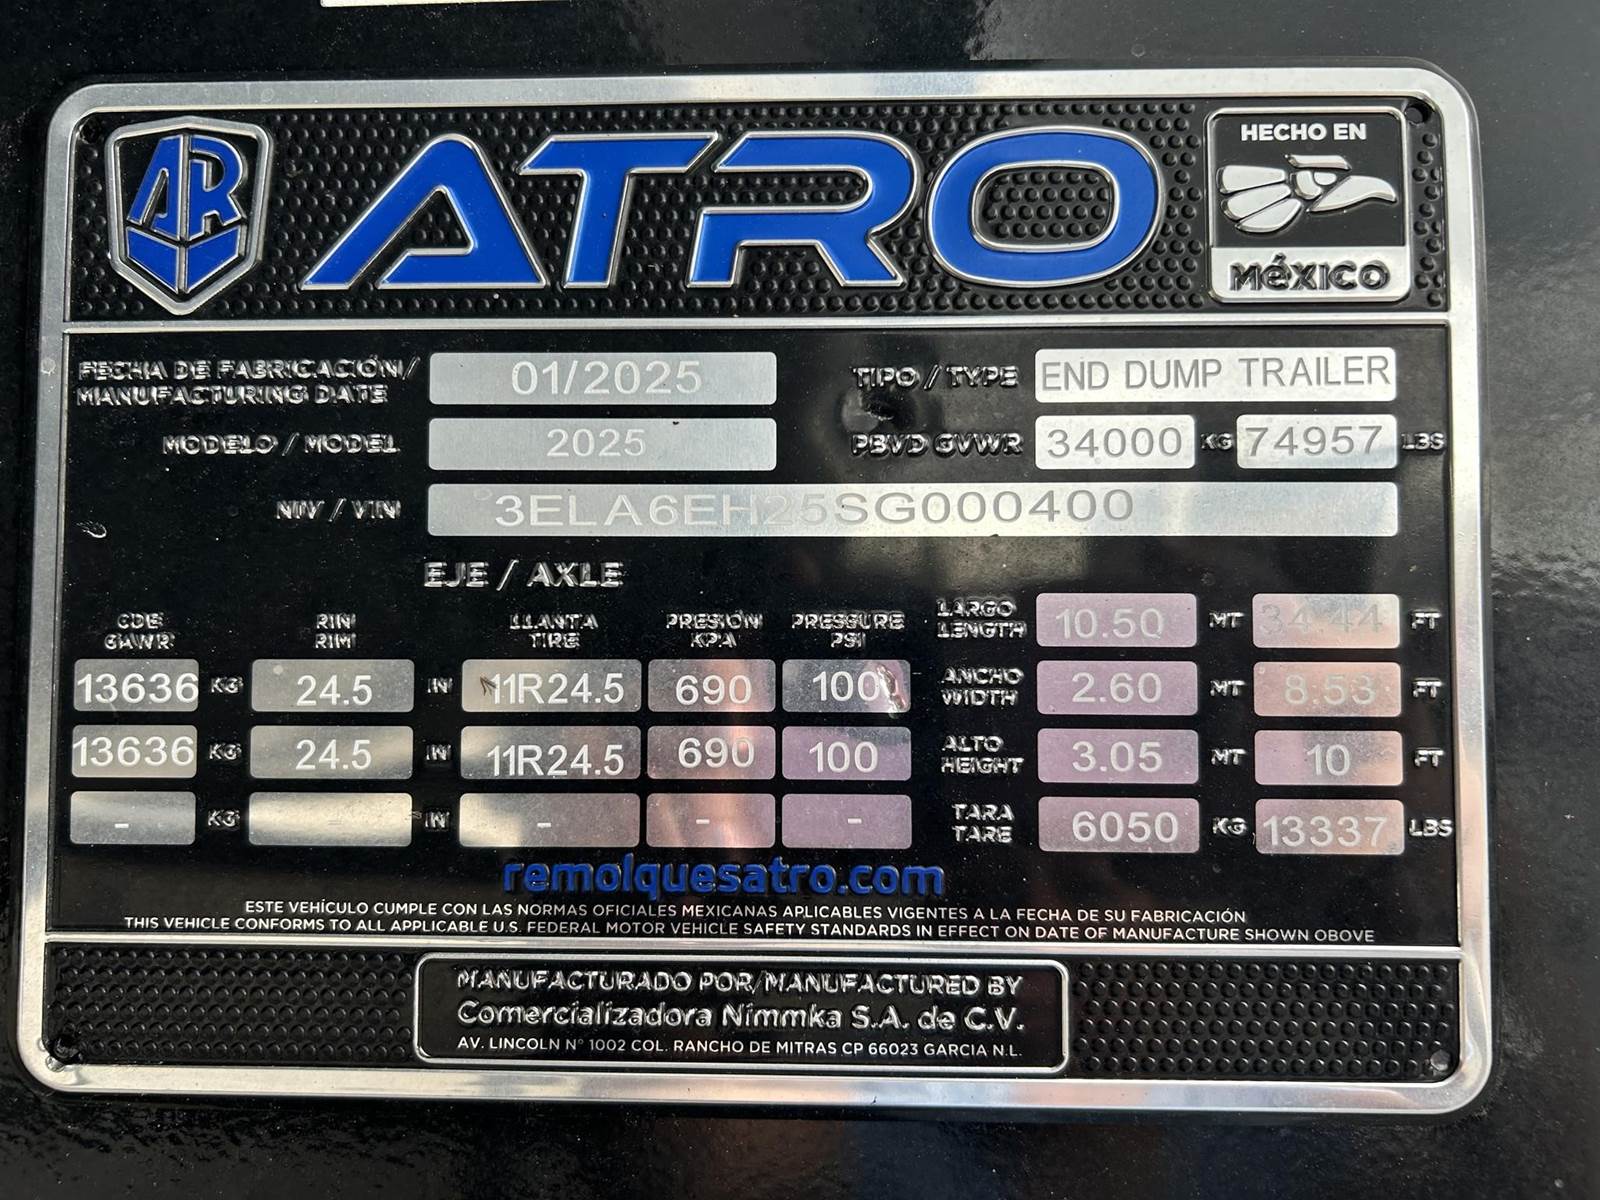 AR
ATRO
HECHO EN
MéXICO
FECHA DE FABRICACIÓN/
MANUFACTURING DATE
01/2025
TIPO / TYPE
END DUMP TRAILER
MODELO / MODEL
2025
PBVD GVWR
34000 KG 74957 LBS
NIV / VIN
3ELA6EH25SG000400
EJE / AXLE
CDE
GAWR
RIN
RIM
LLANTA
TIRE
PRESIÓN
KPA
PRESSURE
PSI
13636 KG 24.5 IN 11R24.5 690 100
13636 KG 24.5 IN 11R24.5 690 100
- KG - IN - - -
LARGO
LENGTH
10.50 MT 34.44 FT
ANCHO
WIDTH
2.60 MT 8.53 FT
ALTO
HEIGHT
3.05 MT 10 FT
TARA
TARE
6050 KG 13337 LBS
remolquesatro.com
ESTE VEHÍCULO CUMPLE CON LAS NORMAS OFICIALES MEXICANAS APLICABLES VIGENTES A LA FECHA DE SU FABRICACIÓN
THIS VEHICLE CONFORMS TO ALL APPLICABLE U.S. FEDERAL MOTOR VEHICLE SAFETY STANDARDS IN EFFECT ON DATE OF MANUFACTURE SHOWN OBOVE
MANUFACTURADO POR/MANUFACTURED BY
Comercializadora Nimmka S.A. de C.V.
AV. LINCOLN N° 1002 COL. RANCHO DE MITRAS CP 66023 GARCIA N.L.